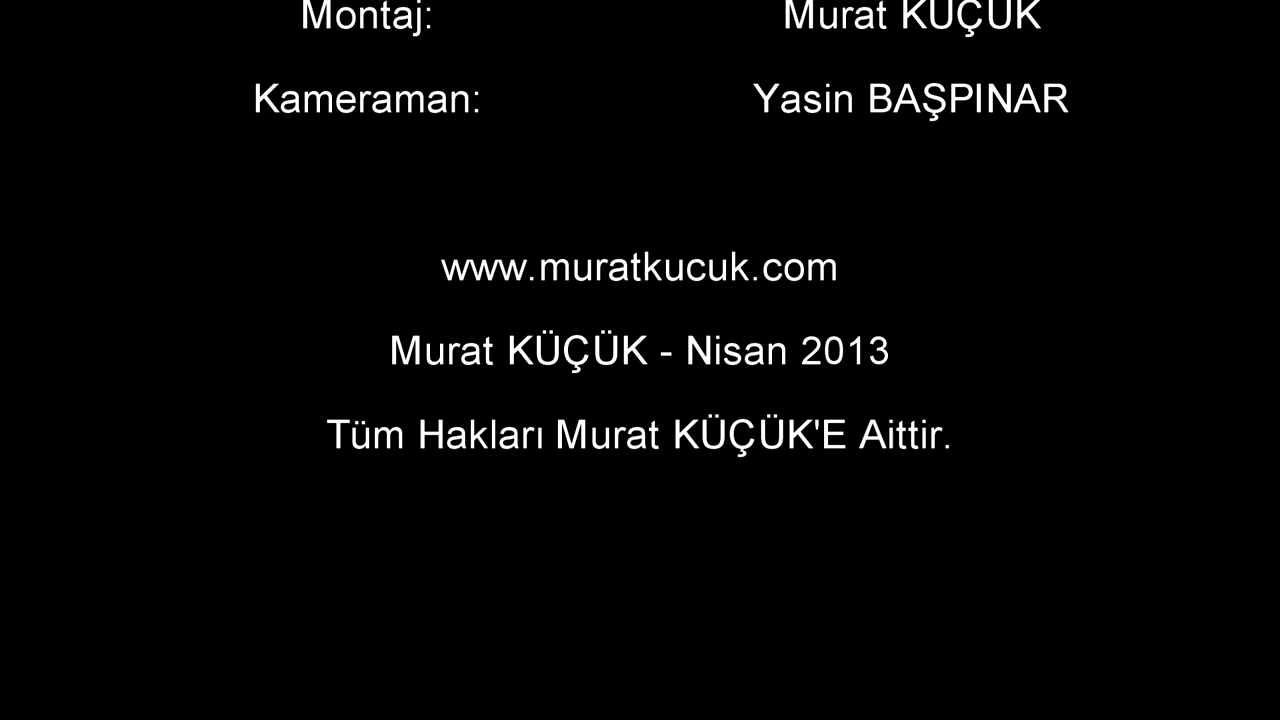 Montaj: Murat KÜÇÜK
Kameraman: Yasin BAŞPINAR
www.muratkucuk.com
Murat KÜÇÜK - Nisan 2013
Tüm Hakları Murat KÜÇÜK'E Aittir.